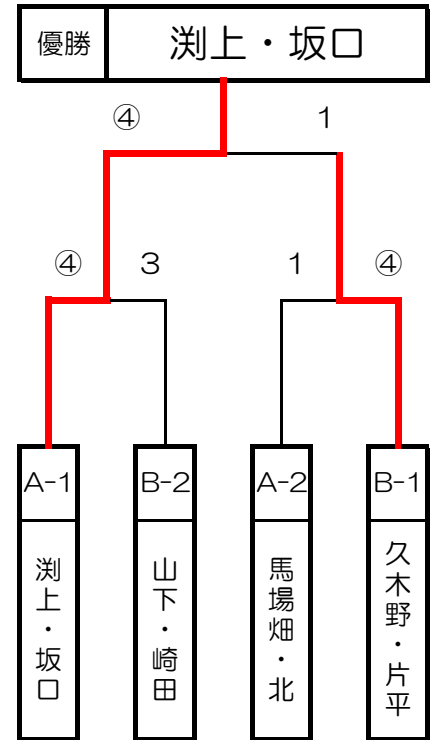 優勝 渕上・坂口
④ 1
④ 3 1 ④
A-1 B-2 A-2 B-1
渕上・坂口
山下・崎田
馬場畑・北
久木野・片平